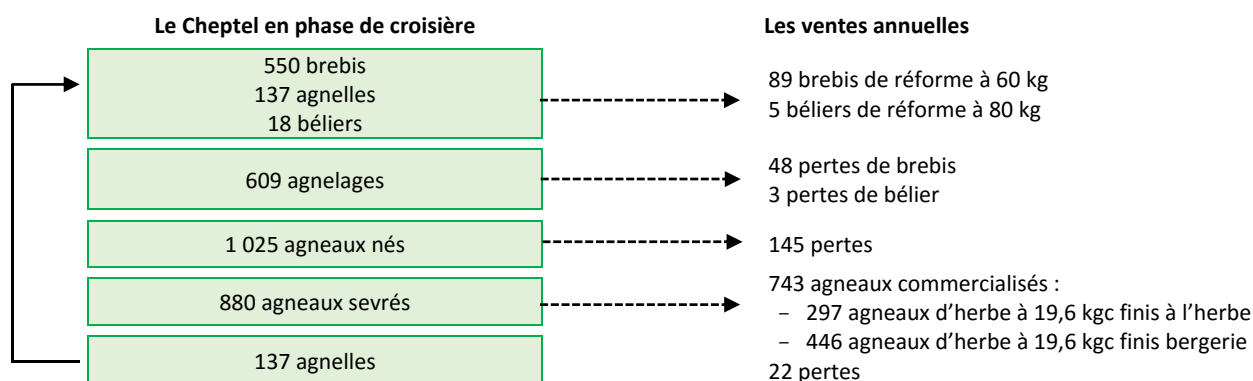 Le Cheptel en phase de croisière
Les ventes annuelles
550 brebis
137 agnelles
18 béliers
89 brebis de réforme à 60 kg
5 béliers de réforme à 80 kg
609 agnelages
48 pertes de brebis
3 pertes de bélier
1 025 agneaux nés
145 pertes
880 agneaux sevrés
743 agneaux commercialisés :
− 297 agneaux d’herbe à 19,6 kgc finis à l’herbe
− 446 agneaux d’herbe à 19,6 kgc finis bergerie
137 agnelles
22 pertes